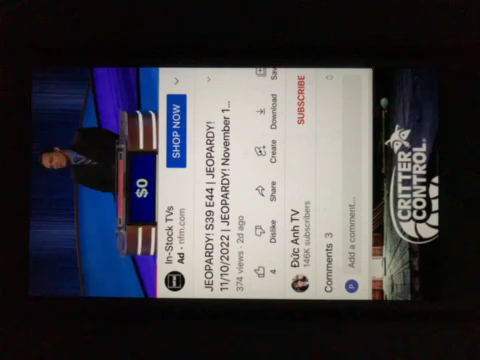 $0
In-Stock TVs
Ad • nfm.com
SHOP NOW
JEOPARDY! S39 E44 | JEOPARDY!
11/10/2022 | JEOPARDY! November 1...
374 views · 2d ago
4
Dislike
Share
Create
Download
Sav
Đức Anh TV
146K subscribers
SUBSCRIBE
Comments 3
P
Add a comment...
CRITTER
CONTROL